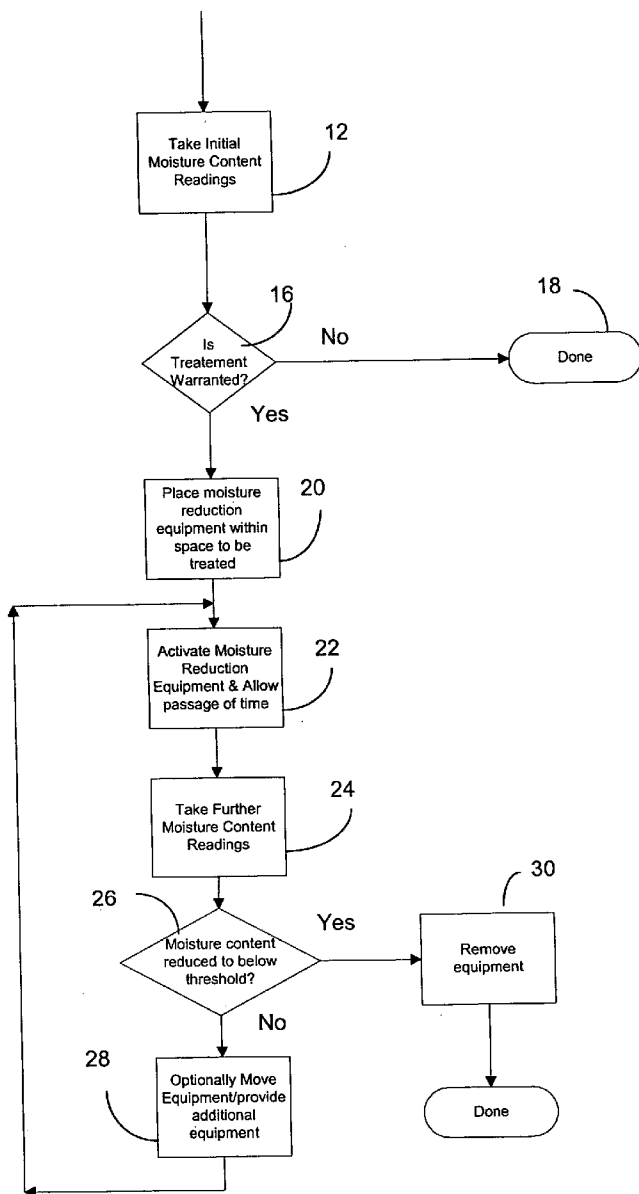 Take Initial
Moisture Content
Readings
12
16
Is
Treatement
Warranted?
No
18
Done
Yes
Place moisture
reduction
equipment within
space to be
treated
20
Activate Moisture
Reduction
Equipment & Allow
passage of time
22
Take Further
Moisture Content
Readings
24
26
Moisture content
reduced to below
threshold?
Yes
30
Remove
equipment
No
28
Optionally Move
Equipment/provide
additional
equipment
Done